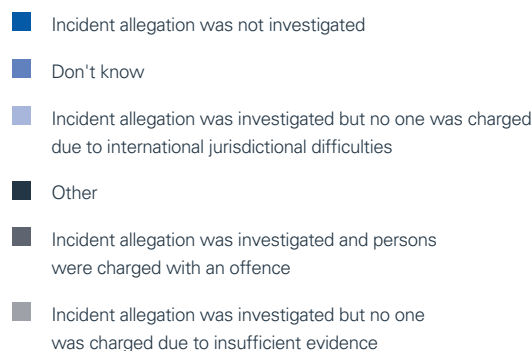 Incident allegation was not investigated
Don't know
Incident allegation was investigated but no one was charged
due to international jurisdictional difficulties
Other
Incident allegation was investigated and persons
were charged with an offence
Incident allegation was investigated but no one
was charged due to insufficient evidence